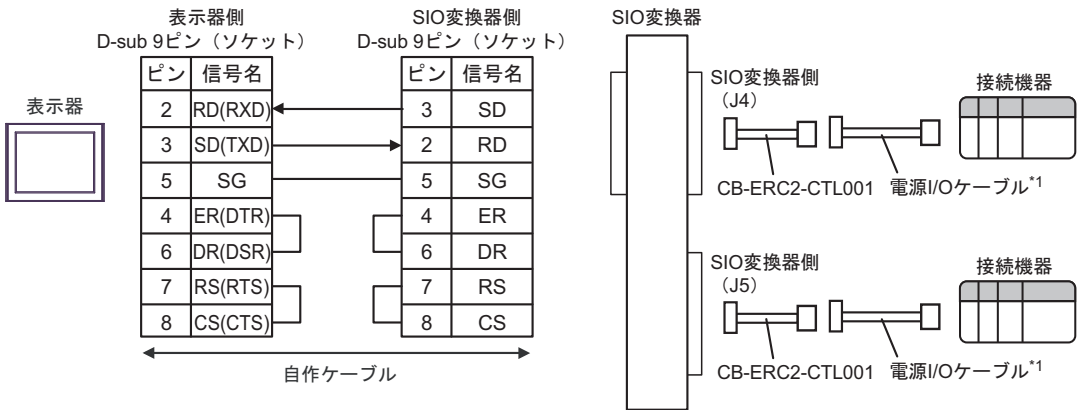 表示器側
D-sub 9ピン（ソケット）
SIO変換器側
D-sub 9ピン（ソケット）
表示器
ピン 信号名
2 RD(RXD)
3 SD(TXD)
5 SG
4 ER(DTR)
6 DR(DSR)
7 RS(RTS)
8 CS(CTS)
ピン 信号名
3 SD
2 RD
5 SG
4 ER
6 DR
7 RS
8 CS
自作ケーブル
SIO変換器
SIO変換器側
（J4）
接続機器
CB-ERC2-CTL001 電源I/Oケーブル*1
SIO変換器側
（J5）
接続機器
CB-ERC2-CTL001 電源I/Oケーブル*1